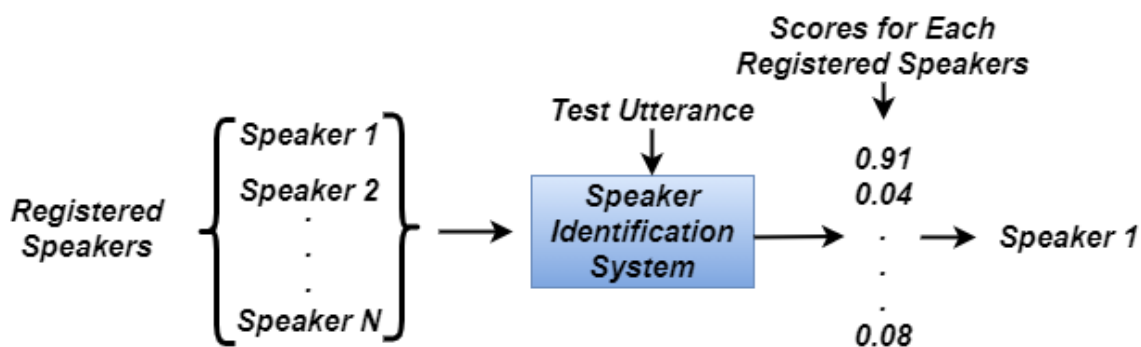 Registered
Speakers
Speaker 1
Speaker 2
.
.
Speaker N
Test Utterance
Speaker
Identification
System
Scores for Each
Registered Speakers
0.91
0.04
.
.
.
0.08
Speaker 1